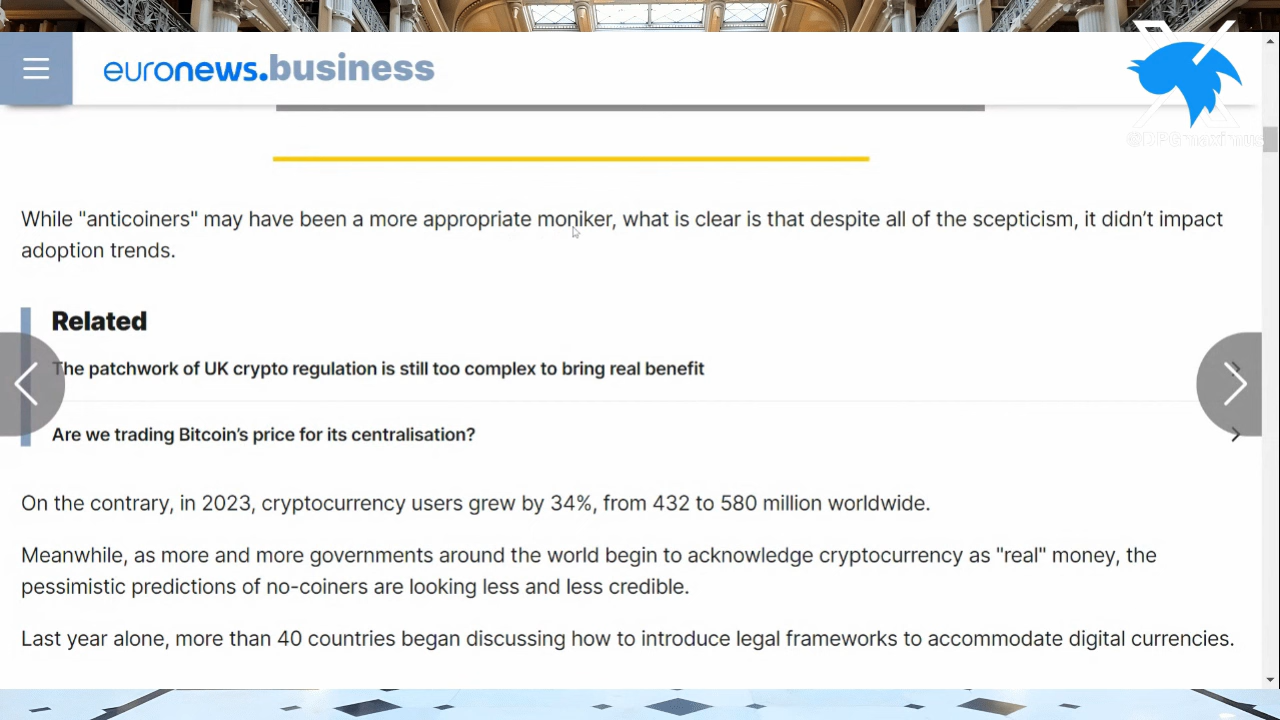 euronews.business
@DPGmaximus
While "anticoiners" may have been a more appropriate moniker, what is clear is that despite all of the scepticism, it didn’t impact
adoption trends.
Related
The patchwork of UK crypto regulation is still too complex to bring real benefit
Are we trading Bitcoin’s price for its centralisation?
On the contrary, in 2023, cryptocurrency users grew by 34%, from 432 to 580 million worldwide.
Meanwhile, as more and more governments around the world begin to acknowledge cryptocurrency as "real" money, the
pessimistic predictions of no-coiners are looking less and less credible.
Last year alone, more than 40 countries began discussing how to introduce legal frameworks to accommodate digital currencies.